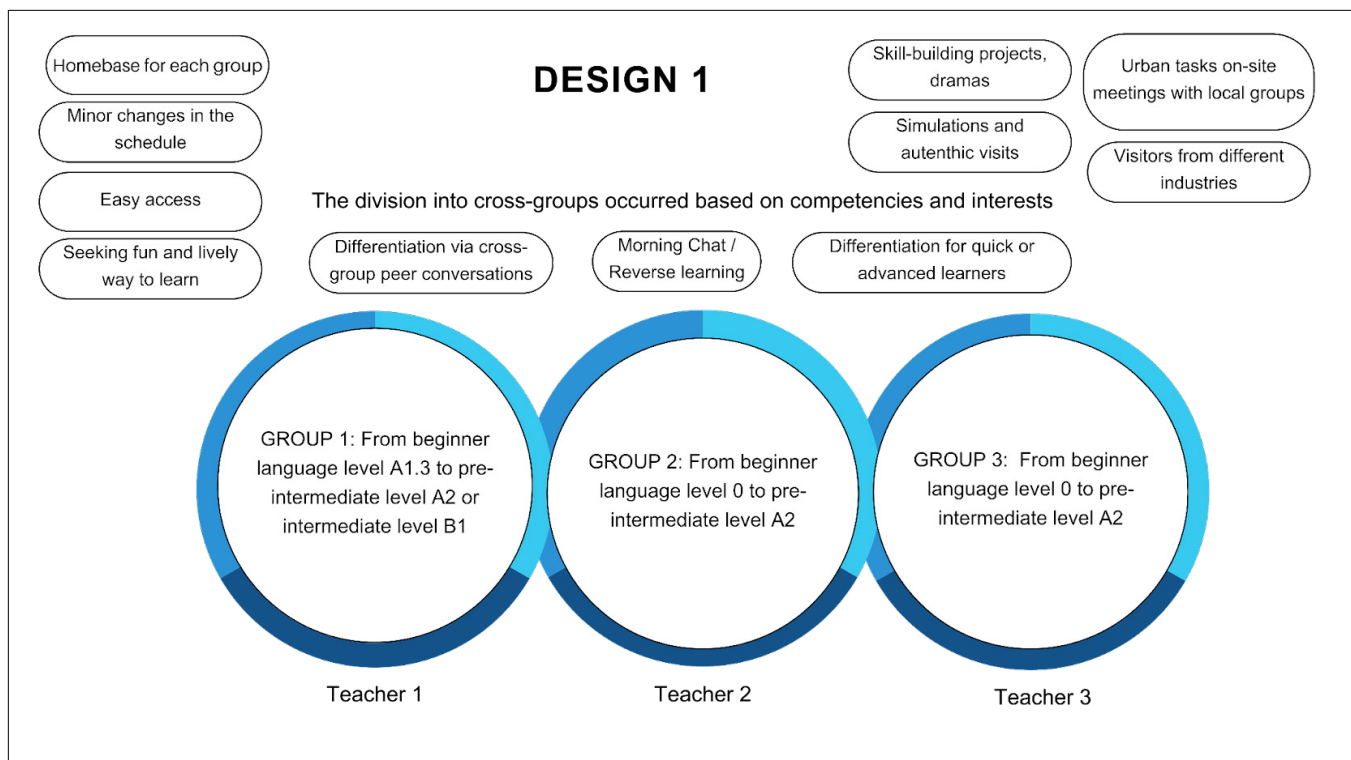 DESIGN 1
Homebase for each group
Minor changes in the
schedule
Easy access
Seeking fun and lively
way to learn
Skill-building projects,
dramas
Simulations and
autenthic visits
Urban tasks on-site
meetings with local groups
Visitors from different
industries
The division into cross-groups occurred based on competencies and interests
Differentiation via cross-
group peer conversations
Morning Chat /
Reverse learning
Differentiation for quick or
advanced learners
GROUP 1: From beginner
language level A1.3 to pre-
intermediate level A2 or
intermediate level B1
GROUP 2: From beginner
language level 0 to pre-
intermediate level A2
GROUP 3:  From beginner
language level 0 to pre-
intermediate level A2
Teacher 1
Teacher 2
Teacher 3